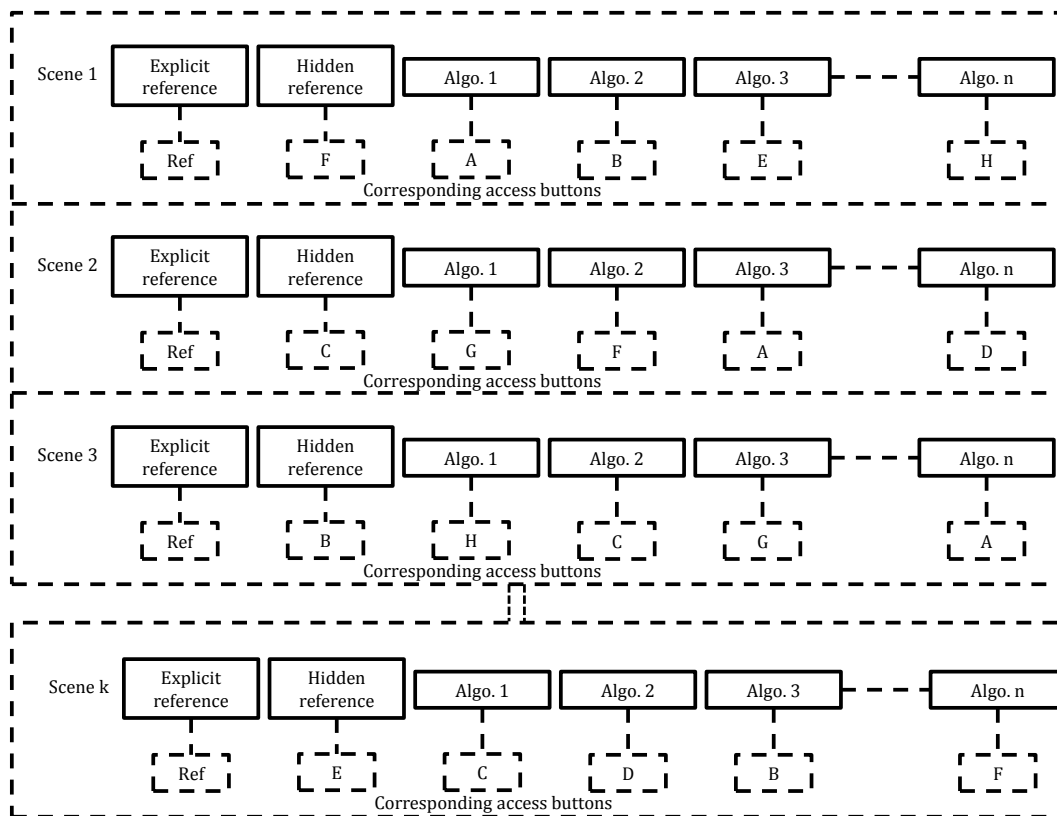 Scene 1
Explicit
reference
Hidden
reference
Algo. 1
Algo. 2
Algo. 3
Algo. n
Ref
F
A
B
E
H
Corresponding access buttons
Scene 2
Explicit
reference
Hidden
reference
Algo. 1
Algo. 2
Algo. 3
Algo. n
Ref
C
G
F
A
D
Corresponding access buttons
Scene 3
Explicit
reference
Hidden
reference
Algo. 1
Algo. 2
Algo. 3
Algo. n
Ref
B
H
C
G
A
Corresponding access buttons
Scene k
Explicit
reference
Hidden
reference
Algo. 1
Algo. 2
Algo. 3
Algo. n
Ref
E
C
D
B
F
Corresponding access buttons